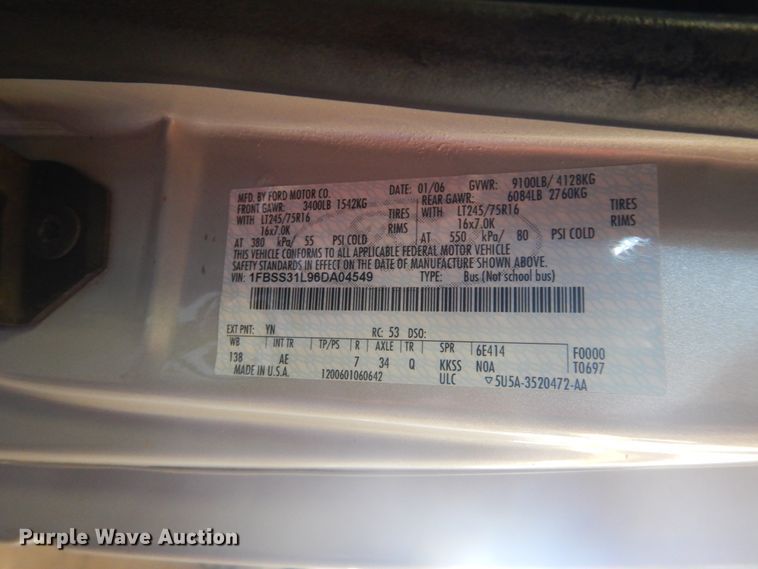 MFD. BY FORD MOTOR CO. DATE: 01/06 GVWR: 9100LB/ 4128KG
FRONT GAWR: 3400LB 1542KG REAR GAWR: 6084LB 2760KG
WITH LT245/75R16 TIRES WITH LT245/75R16 TIRES
16x7.0K RIMS 16x7.0K RIMS
AT 380 kPa/ 55 PSI COLD AT 550 kPa/ 80 PSI COLD
THIS VEHICLE CONFORMS TO ALL APPLICABLE FEDERAL MOTOR VEHICLE
SAFETY STANDARDS IN EFFECT ON THE DATE OF MANUFACTURE SHOWN ABOVE.
VIN: 1FBSS31L96DA04549 TYPE: Bus (Not school bus)
EXT PNT: YN RC: 53 DSO:
WB INT TR TP/PS R AXLE TR SPR 6E414 F0000
138 AE 7 34 Q KKSS NOA T0697
MADE IN U.S.A. 1200601060642 ULC ▽5U5A-3520472-AA
Purple Wave Auction